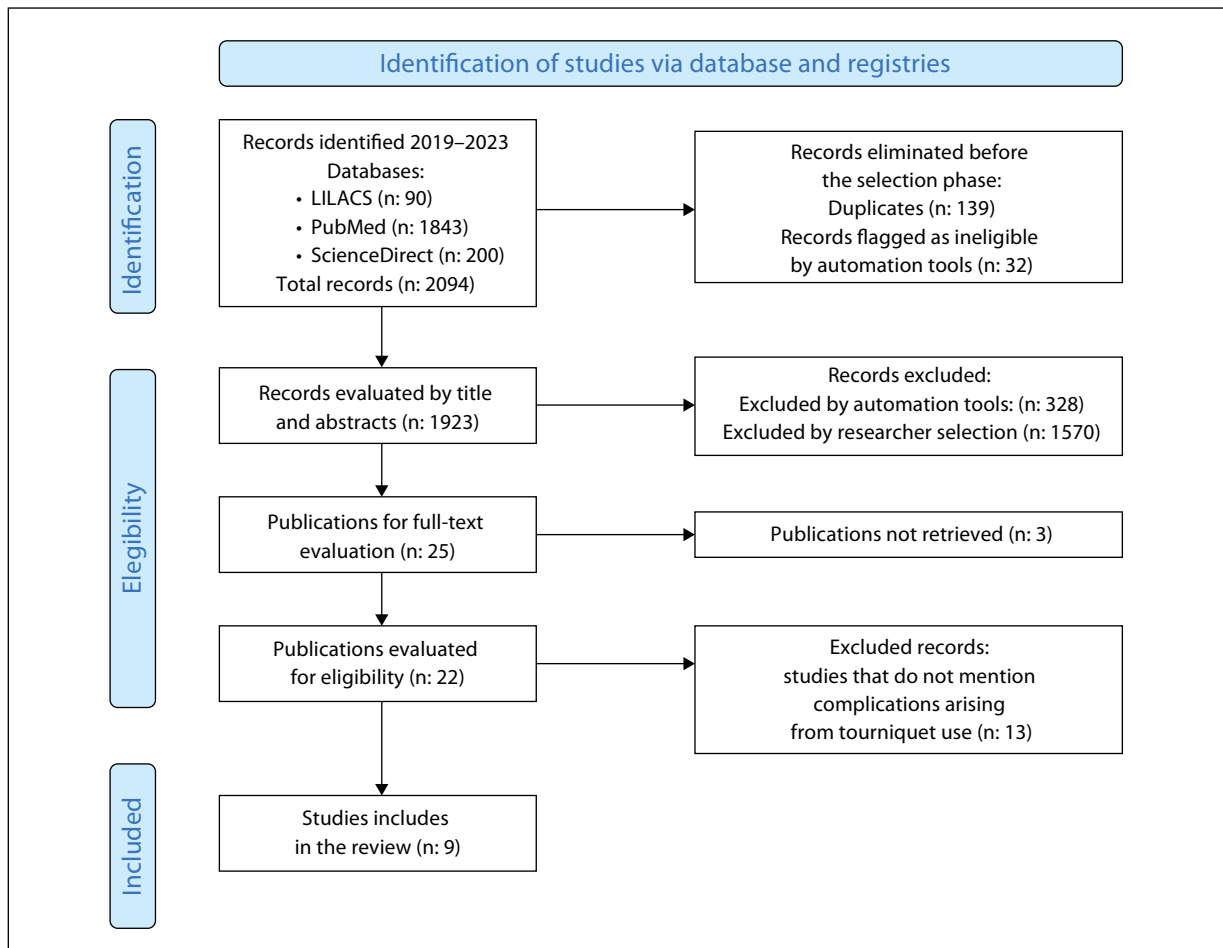 Identification of studies via database and registries
Identification
Records identified 2019–2023
Databases:
• LILACS (n: 90)
• PubMed (n: 1843)
• ScienceDirect (n: 200)
Total records (n: 2094)
Records eliminated before
the selection phase:
Duplicates (n: 139)
Records flagged as ineligible
by automation tools (n: 32)
Elegibility
Records evaluated by title
and abstracts (n: 1923)
Records excluded:
Excluded by automation tools: (n: 328)
Excluded by researcher selection (n: 1570)
Publications for full-text
evaluation (n: 25)
Publications not retrieved (n: 3)
Publications evaluated
for eligibility (n: 22)
Excluded records:
studies that do not mention
complications arising
from tourniquet use (n: 13)
Included
Studies includes
in the review (n: 9)